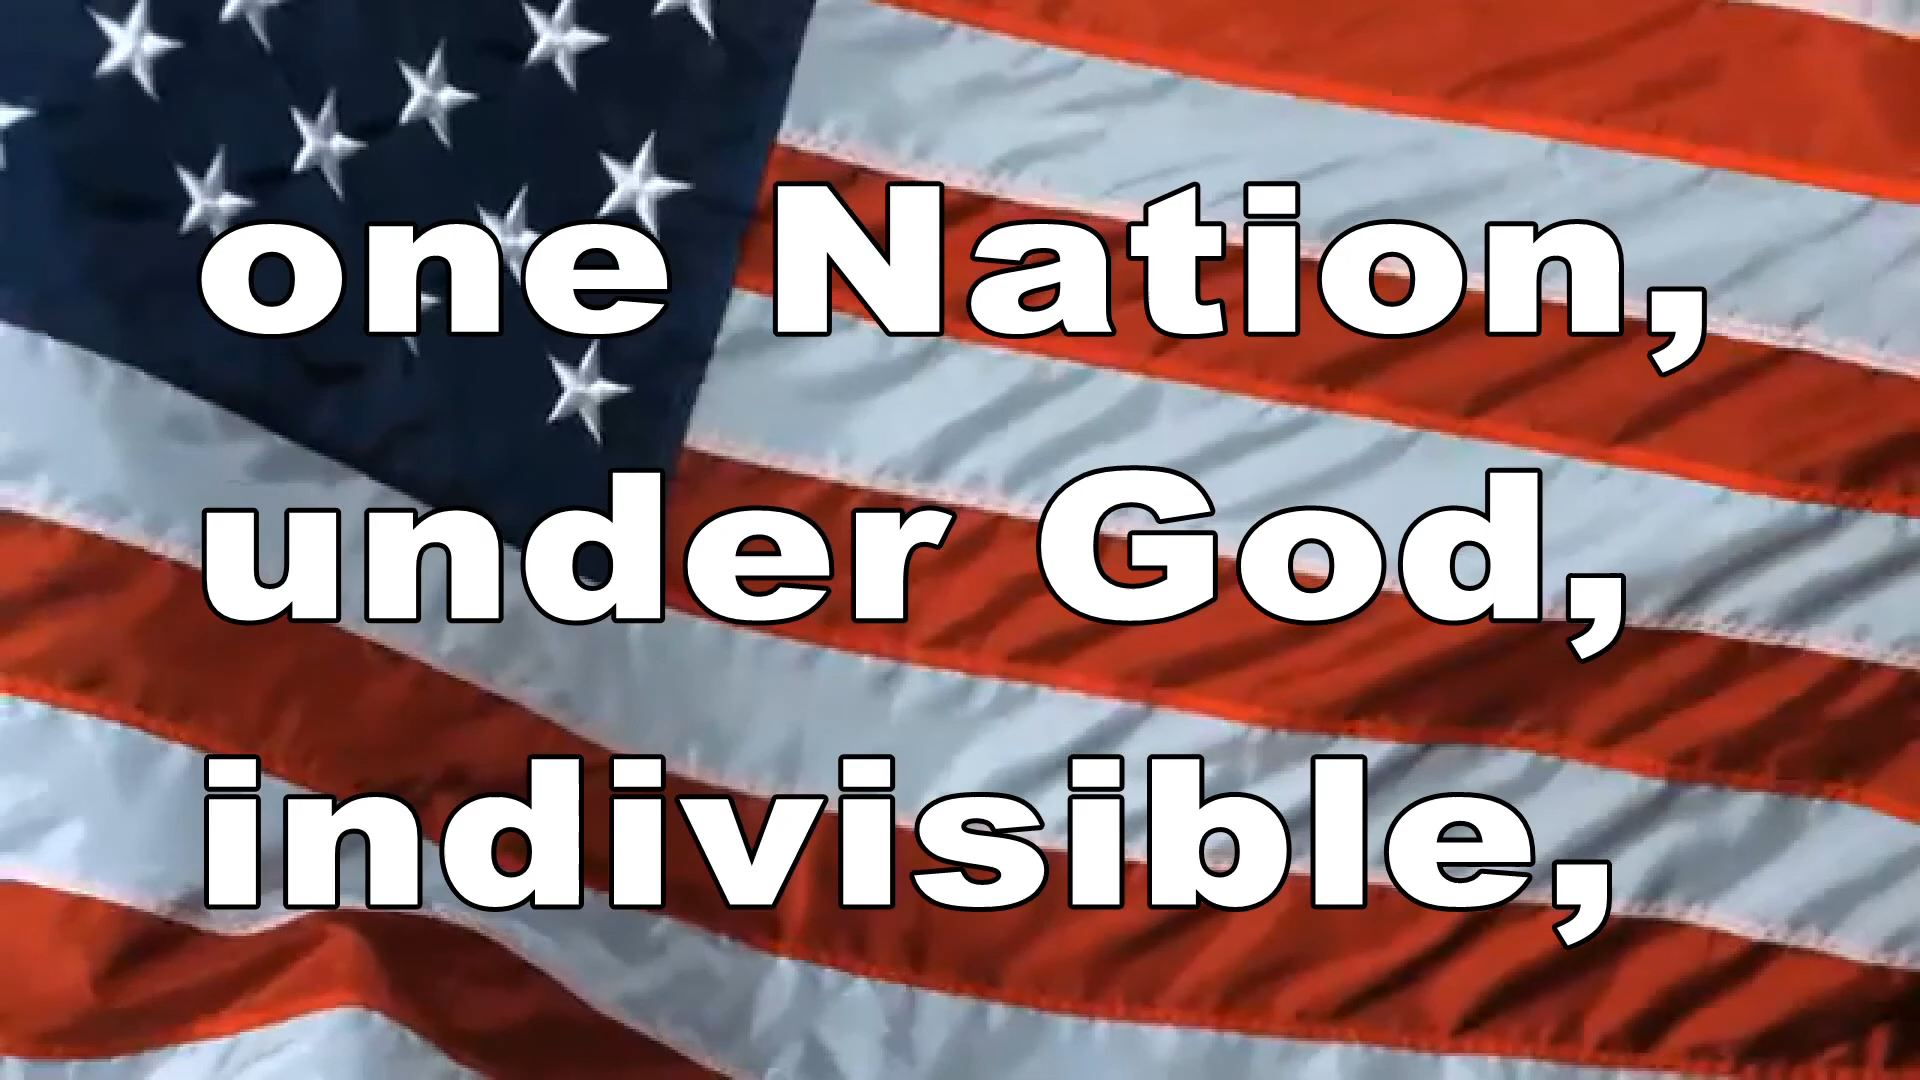 one Nation,
under God,
indivisible,